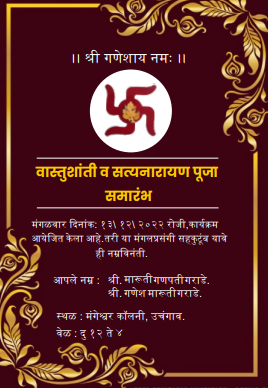 ।। श्री गणेशाय नमः ।।
वास्तुशांती व सत्यनारायण पूजा
समारंभ
मंगळवार दिनांक: १३\ १२\ २०२२ रोजी,कार्यक्रम
आयोजित केला आहे.तरी या मंगलप्रसंगी सहकुटूंब यावे
ही नम्रविनंती.
आपले नम्र : श्री. मारूती गणपती गराडे.
श्री. गणेश मारूती गराडे.
स्थळ : मंगेश्वर कॉलनी, उचंगाव.
वेळ : दु १२ ते ४